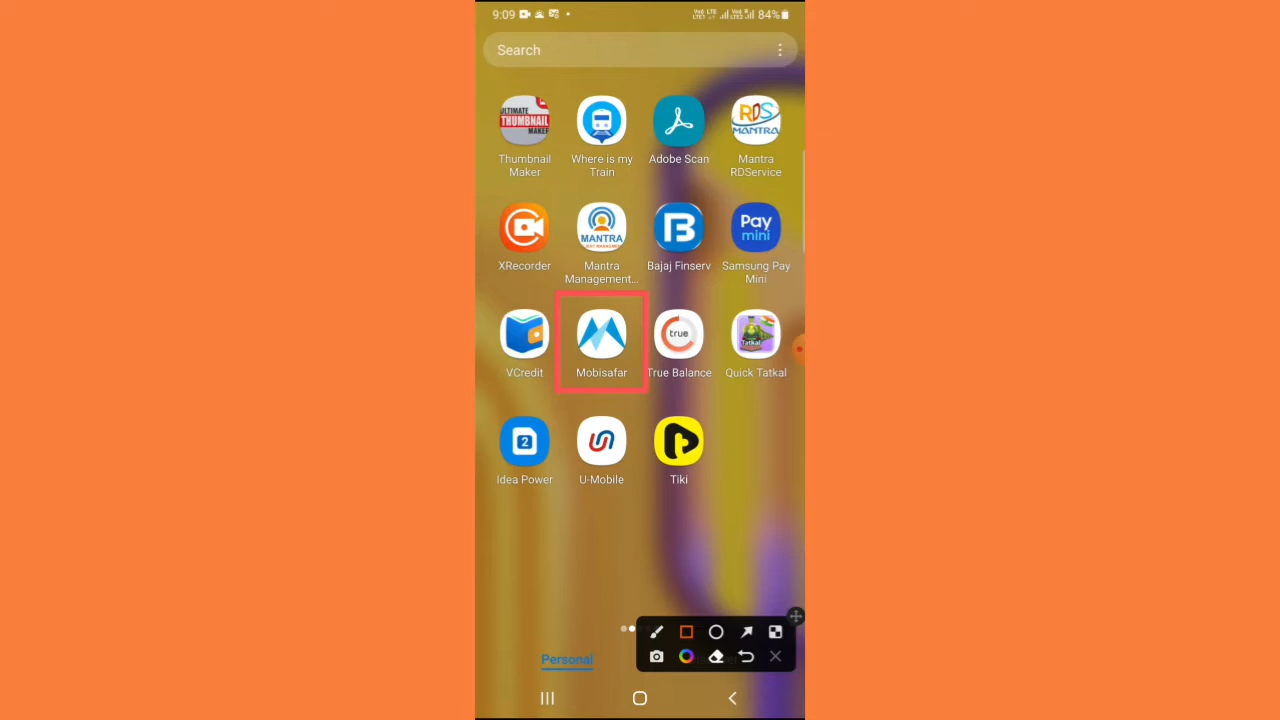 9:09
84%
Search
ULTIMATE
THUMBNAIL
MAKER
RDS
MANTRA
Thumbnail
Maker
Where is my
Train
Adobe Scan
Mantra
RDService
MANTRA
Pay
mini
XRecorder
Mantra
Management...
Bajaj Finserv
Samsung Pay
Mini
true
Tatkal
VCredit
Mobisafar
True Balance
Quick Tatkal
2
Idea Power
U-Mobile
Tiki
Personal